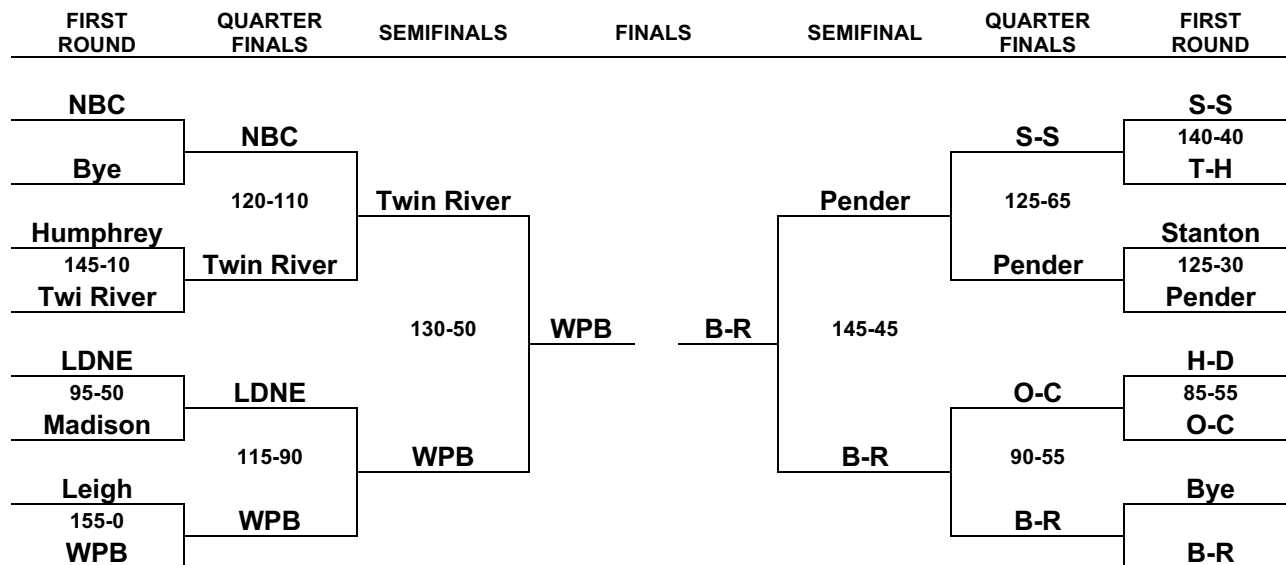 FIRST ROUND QUARTER FINALS SEMIFINALS FINALS SEMIFINAL QUARTER FINALS FIRST ROUND
NBC S-S
NBC S-S 140-40
Bye T-H
120-110 Twin River Pender 125-65
Humphrey Stanton
145-10 Twin River Pender 125-30
Twi River Pender
130-50 WPB B-R 145-45
LDNE H-D
95-50 LDNE O-C 85-55
Madison O-C
115-90 WPB B-R 90-55
Leigh Bye
155-0 WPB B-R
WPB B-R